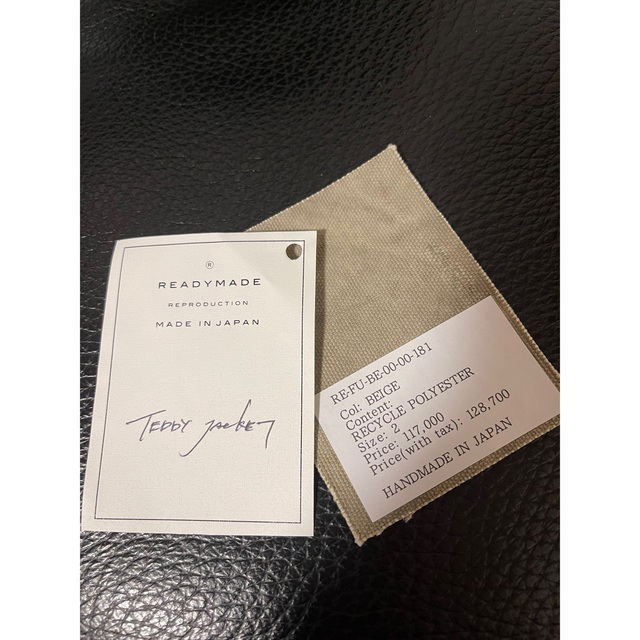 ®
READYMADE
REPRODUCTION
MADE IN JAPAN
TEDDY JACKET
RE-FU-BE-00-00-181
Col: BEIGE
Content:
RECYCLE POLYESTER
Size: 2
Price: 117,000
Price(with tax): 128,700
HANDMADE IN JAPAN